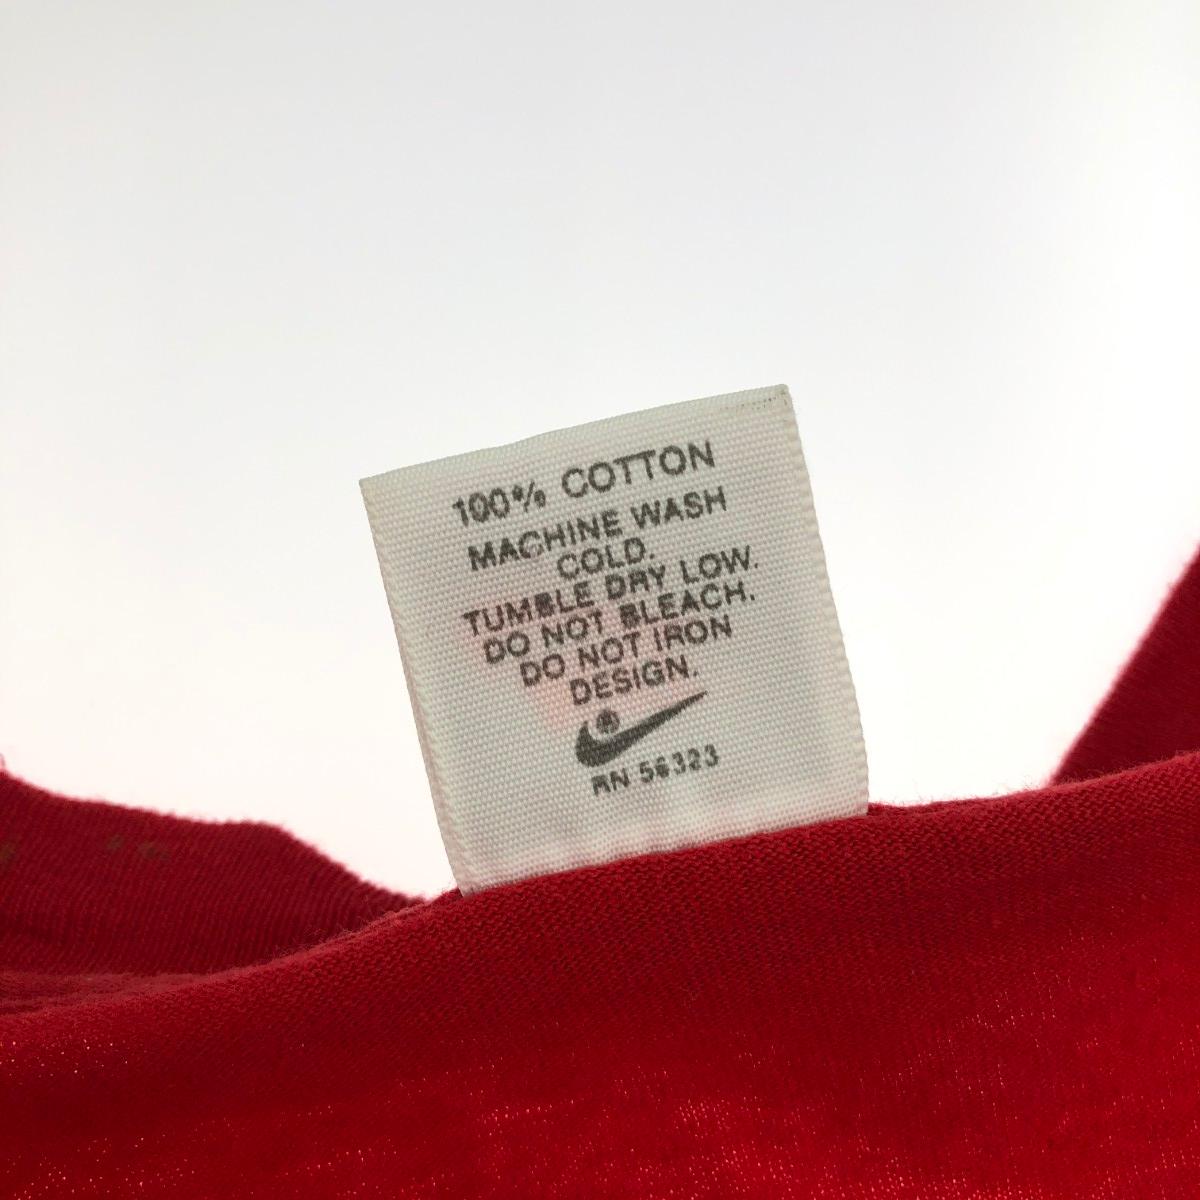 100% COTTON
MACHINE WASH
COLD.
TUMBLE DRY LOW.
DO NOT BLEACH.
DO NOT IRON
DESIGN.
RN 56323